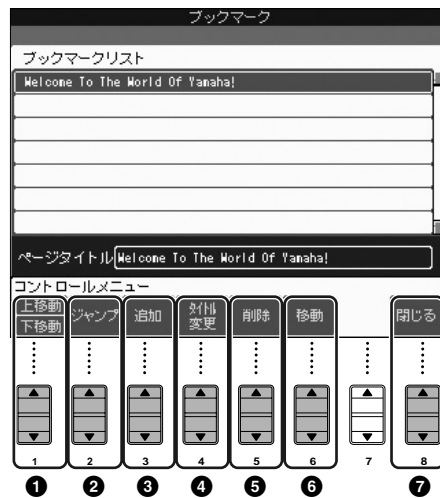 ブックマーク
ブックマークリスト
Welcome To The World Of Yamaha!
ページタイトル Welcome To The World Of Yamaha!
コントロールメニュー
上移動 ジャンプ 追加 タイトル 削除 移動 閉じる
下移動 変更
1 2 3 4 5 6 7 8
❶ ❷ ❸ ❹ ❺ ❻ ❼